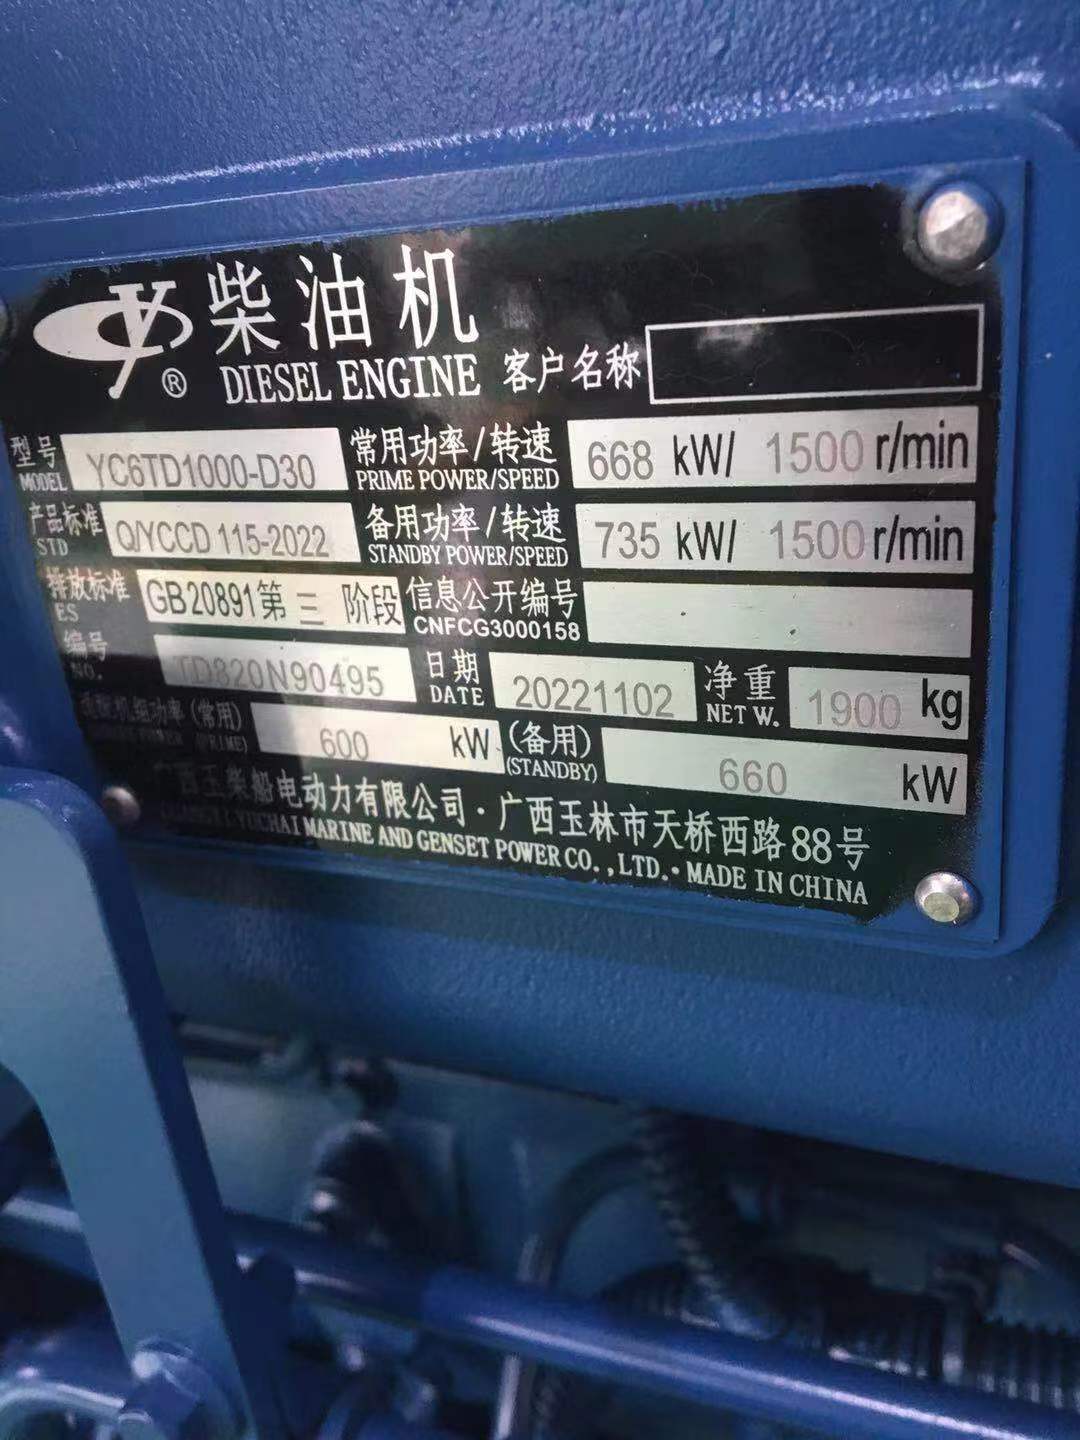 柴油机
DIESEL ENGINE
客户名称
型号 YC6TD1000-D30 常用功率/转速 668 kW/ 1500 r/min
MODEL PRIME POWER/SPEED
产品标准 Q/YCCD 115-2022 备用功率/转速 735 kW/ 1500 r/min
STD STANDBY POWER/SPEED
排放标准 GB20891第 三 阶段 信息公开编号
ES CNFCG3000158
编号 TD820N90495 日期 20221102 净重 1900 kg
NO. DATE NET W.
机组功率(常用) 600 kW (备用) 660 kW
POWER (PRIME) (STANDBY)
广西玉柴船电动力有限公司·广西玉林市天桥西路88号
GUANGXI YUCHAI MARINE AND GENSET POWER CO.,LTD.·MADE IN CHINA